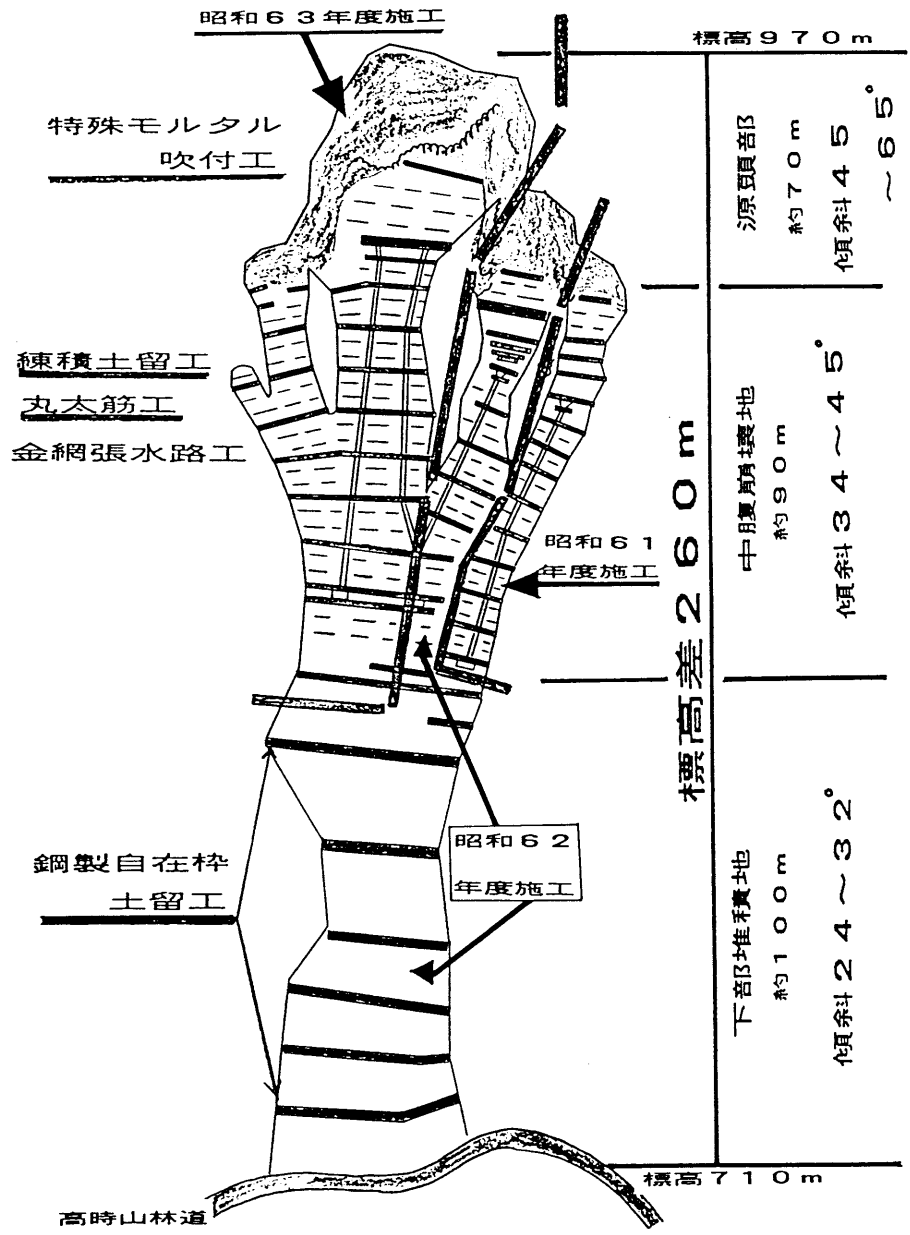 昭和６３年度施工
標高９７０ｍ
特殊モルタル
吹付工
源頭部
約７０ｍ
傾斜４５
～６５°
練積土留工
丸太筋工
金網張水路工
昭和６１
年度施工
標高差２６０ｍ
中腹崩壊地
約９０ｍ
傾斜３４～４５°
昭和６２
年度施工
鋼製自在枠
土留工
下部堆積地
約１００ｍ
傾斜２４～３２°
標高７１０ｍ
高時山林道